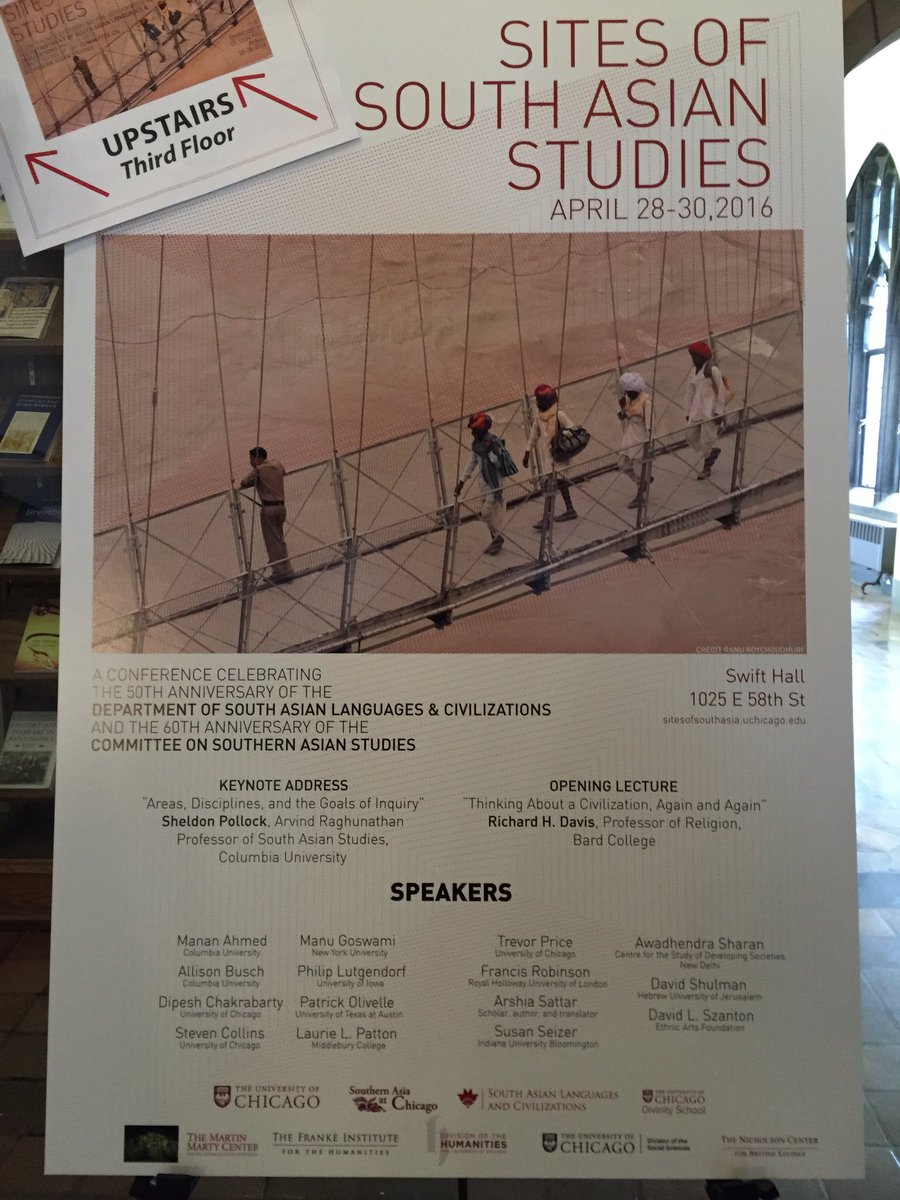 SITES OF
STUDIES
UPSTAIRS
Third Floor
SITES OF
SOUTH ASIAN
STUDIES
APRIL 28-30,2016
CREDIT RANU ROYCHOUDHURI
A CONFERENCE CELEBRATING
THE 50TH ANNIVERSARY OF THE
DEPARTMENT OF SOUTH ASIAN LANGUAGES & CIVILIZATIONS
AND THE 60TH ANNIVERSARY OF THE
COMMITTEE ON SOUTHERN ASIAN STUDIES
Swift Hall
1025 E 58th St
sitesofsouthasia.uchicago.edu
KEYNOTE ADDRESS
"Areas, Disciplines, and the Goals of Inquiry"
Sheldon Pollock, Arvind Raghunathan
Professor of South Asian Studies,
Columbia University
OPENING LECTURE
"Thinking About a Civilization, Again and Again"
Richard H. Davis, Professor of Religion,
Bard College
SPEAKERS
Manan Ahmed
Columbia University
Allison Busch
Columbia University
Dipesh Chakrabarty
University of Chicago
Steven Collins
University of Chicago
Manu Goswami
New York University
Philip Lutgendorf
University of Iowa
Patrick Olivelle
University of Texas at Austin
Laurie L. Patton
Middlebury College
Trevor Price
University of Chicago
Francis Robinson
Royal Holloway, University of London
Arshia Sattar
Scholar, author, and translator
Susan Seizer
Indiana University Bloomington
Awadhendra Sharan
Centre for the Study of Developing Societies,
New Delhi
David Shulman
Hebrew University of Jerusalem
David L. Szanton
Ethnic Arts Foundation
THE UNIVERSITY OF
CHICAGO
Southern Asia
at Chicago
SOUTH ASIAN LANGUAGES
AND CIVILIZATIONS
THE UNIVERSITY OF
CHICAGO
Divinity School
THE MARTIN
MARTY CENTER
THE FRANKE INSTITUTE
FOR THE HUMANITIES
DIVISION OF THE
HUMANITIES
THE UNIVERSITY OF CHICAGO
THE UNIVERSITY OF
CHICAGO
Division of the
Social Sciences
THE NICHOLSON CENTER
FOR BRITISH STUDIES